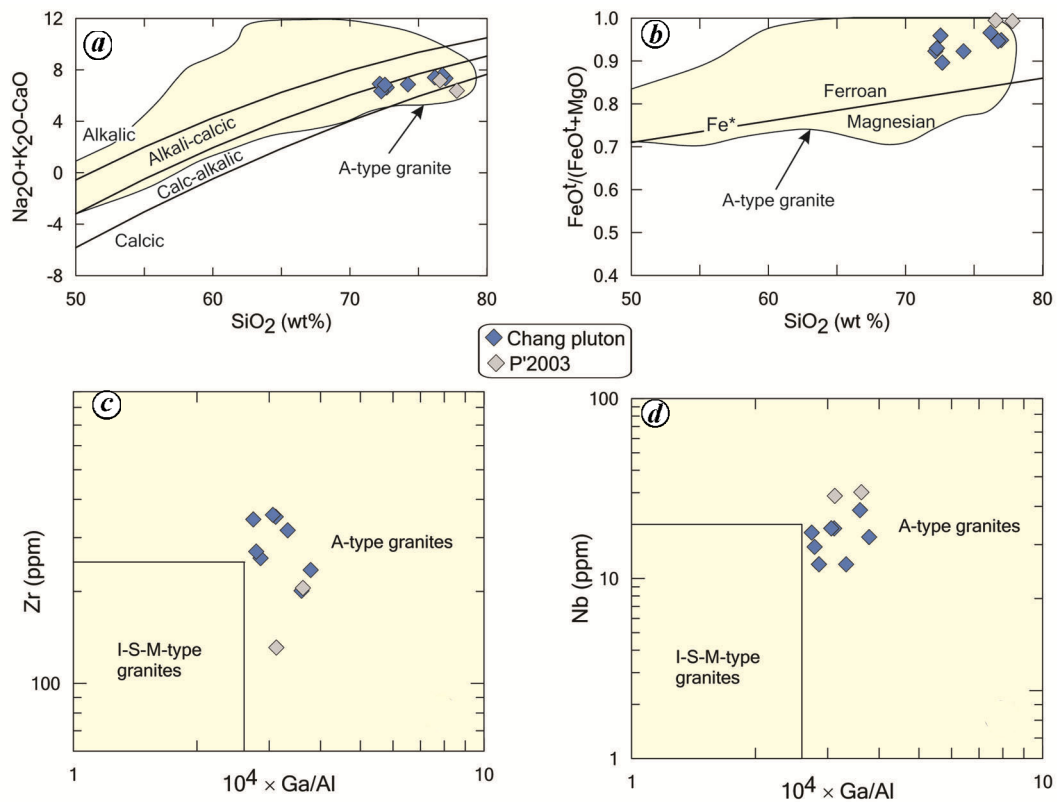 a
Na2O+K2O-CaO
12
8
4
0
-4
-8
Alkalic
Alkali-calcic
Calc-alkalic
Calcic
A-type granite
50
60
70
80
SiO2 (wt%)
b
FeOt/(FeOt+MgO)
1.0
0.9
0.8
0.7
0.6
0.5
0.4
Ferroan
Fe*
Magnesian
A-type granite
50
60
70
80
SiO2 (wt %)
Chang pluton
P'2003
c
Zr (ppm)
100
A-type granites
I-S-M-type
granites
1
10
10⁴ × Ga/Al
d
Nb (ppm)
100
10
1
A-type granites
I-S-M-type
granites
1
10
10⁴ × Ga/Al